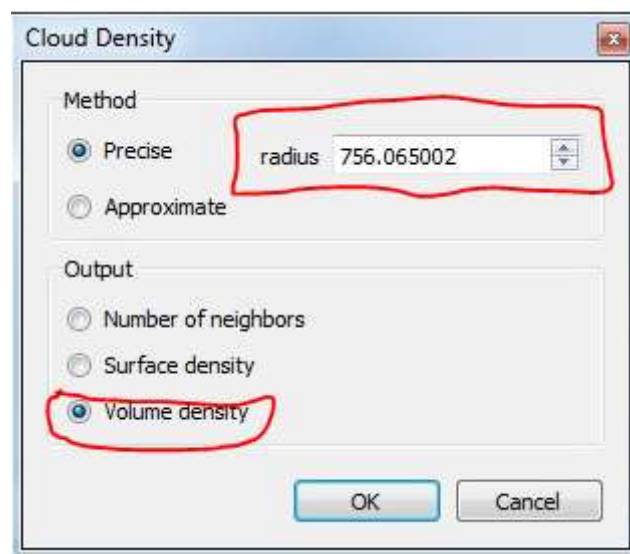 Cloud Density
Method
Precise radius 756.065002
Approximate
Output
Number of neighbors
Surface density
Volume density
OK Cancel